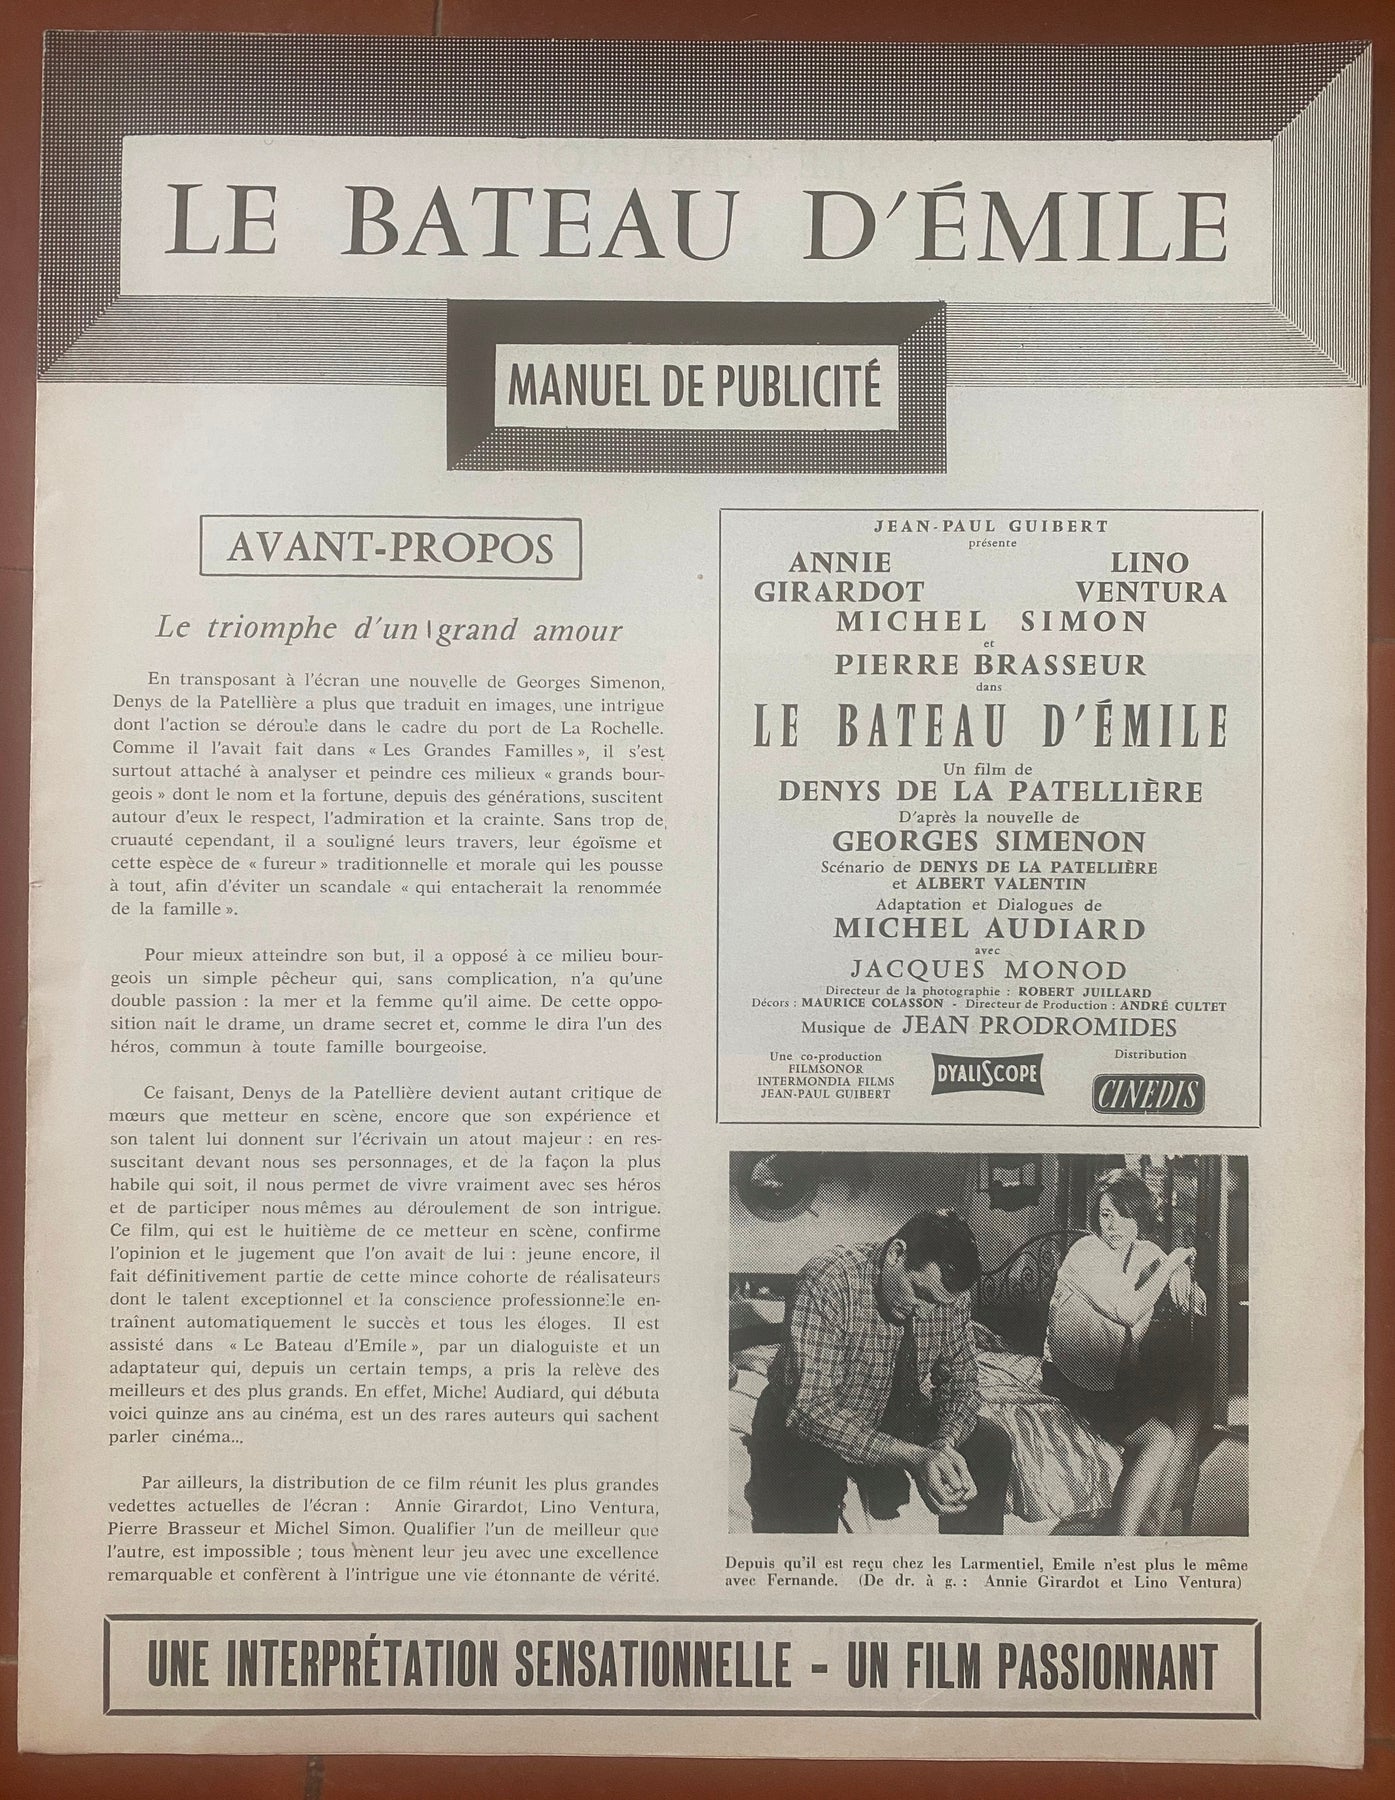 LE BATEAU D'ÉMILE
MANUEL DE PUBLICITÉ
AVANT-PROPOS
Le triomphe d'un grand amour
En transposant à l'écran une nouvelle de Georges Simenon,
Denys de la Patellière a plus que traduit en images, une intrigue
dont l'action se déroule dans le cadre du port de La Rochelle.
Comme il l'avait fait dans « Les Grandes Familles », il s'est
surtout attaché à analyser et peindre ces milieux « grands bour-
geois » dont le nom et la fortune, depuis des générations, suscitent
autour d'eux le respect, l'admiration et la crainte. Sans trop de
cruauté cependant, il a souligné leurs travers, leur égoïsme et
cette espèce de « fureur » traditionnelle et morale qui les pousse
à tout, afin d'éviter un scandale « qui entacherait la renommée
de la famille ».
Pour mieux atteindre son but, il a opposé à ce milieu bour-
geois un simple pêcheur qui, sans complication, n'a qu'une
double passion : la mer et la femme qu'il aime. De cette oppo-
sition naît le drame, un drame secret et, comme le dira l'un des
héros, commun à toute famille bourgeoise.
Ce faisant, Denys de la Patellière devient autant critique de
mœurs que metteur en scène, encore que son expérience et
son talent lui donnent sur l'écrivain un atout majeur : en res-
suscitant devant nous ses personnages, et de la façon la plus
habile qui soit, il nous permet de vivre vraiment avec ses héros
et de participer nous mêmes au déroulement de son intrigue.
Ce film, qui est le huitième de ce metteur en scène, confirme
l'opinion et le jugement que l'on avait de lui : jeune encore, il
fait définitivement partie de cette mince cohorte de réalisateurs
dont le talent exceptionnel et la conscience professionnelle en-
traînent automatiquement le succès et tous les éloges. Il est
assisté dans « Le Bateau d'Emile », par un dialoguiste et un
adaptateur qui, depuis un certain temps, a pris la relève des
meilleurs et des plus grands. En effet, Michel Audiard, qui débuta
voici quinze ans au cinéma, est un des rares auteurs qui sachent
parler cinéma...
Par ailleurs, la distribution de ce film réunit les plus grandes
vedettes actuelles de l'écran : Annie Girardot, Lino Ventura,
Pierre Brasseur et Michel Simon. Qualifier l'un de meilleur que
l'autre, est impossible ; tous mènent leur jeu avec une excellence
remarquable et confèrent à l'intrigue une vie étonnante de vérité.
JEAN-PAUL GUIBERT
présente
ANNIE LINO
GIRARDOT VENTURA
MICHEL SIMON
et
PIERRE BRASSEUR
dans
LE BATEAU D'ÉMILE
Un film de
DENYS DE LA PATELLIÈRE
D'après la nouvelle de
GEORGES SIMENON
Scénario de DENYS DE LA PATELLIÈRE
et ALBERT VALENTIN
Adaptation et Dialogues de
MICHEL AUDIARD
avec
JACQUES MONOD
Directeur de la photographie : ROBERT JUILLARD
Décors : MAURICE COLASSON - Directeur de Production : ANDRÉ CULTET
Musique de JEAN PRODROMIDES
Une co-production
FILMSONOR
INTERMONDIA FILMS
JEAN-PAUL GUIBERT
DYALISCOPE
Distribution
CINEDIS
Depuis qu'il est reçu chez les Larmentiel, Emile n'est plus le même
avec Fernande. (De dr. à g. : Annie Girardot et Lino Ventura)
UNE INTERPRÉTATION SENSATIONNELLE - UN FILM PASSIONNANT